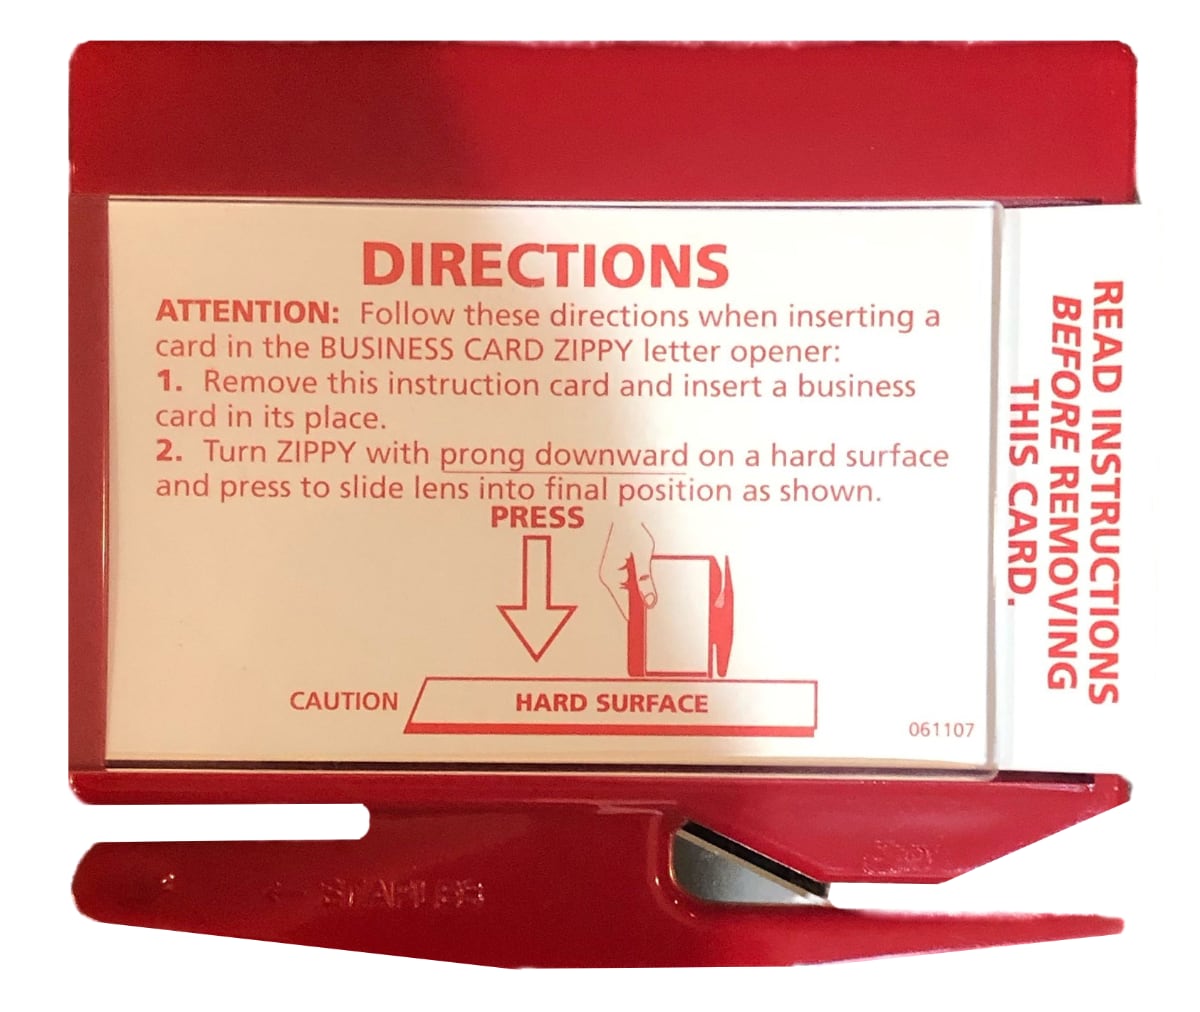 DIRECTIONS
ATTENTION: Follow these directions when inserting a
card in the BUSINESS CARD ZIPPY letter opener:
1. Remove this instruction card and insert a business
card in its place.
2. Turn ZIPPY with prong downward on a hard surface
and press to slide lens into final position as shown.
PRESS
CAUTION
HARD SURFACE
061107
READ INSTRUCTIONS
BEFORE REMOVING
THIS CARD.